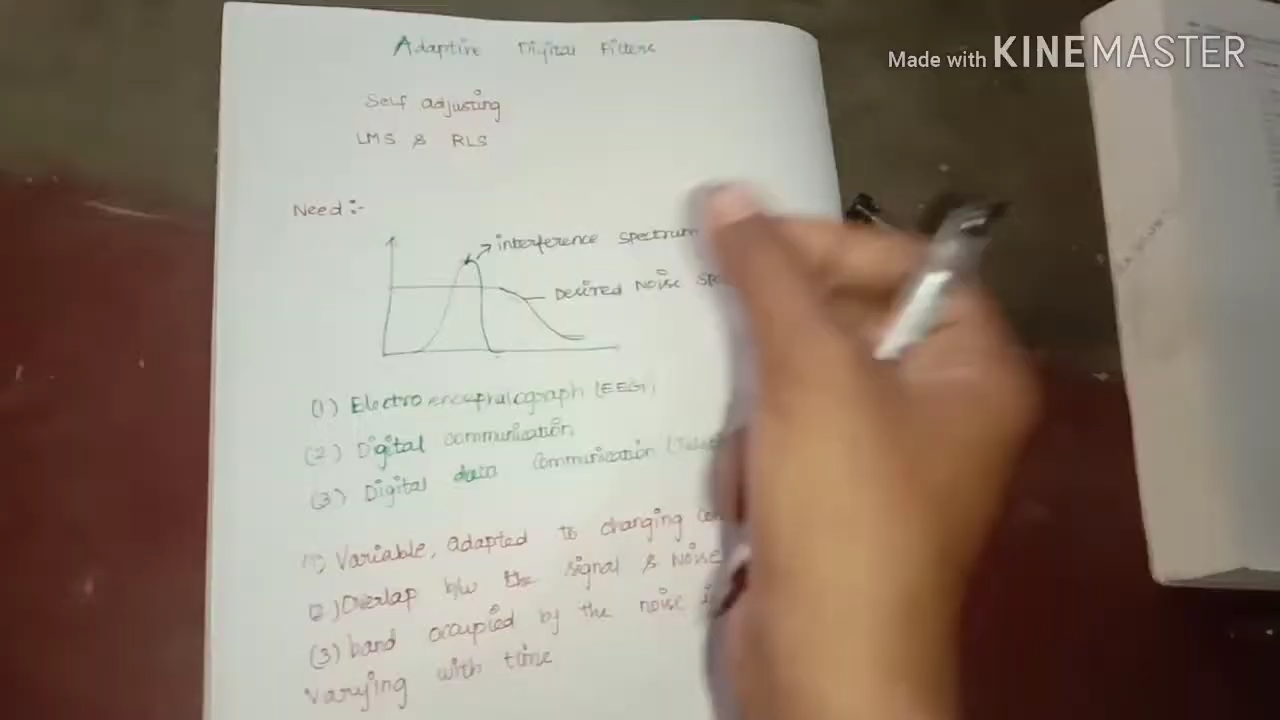 Adaptive Digital Filters
Made with KINEMASTER
Self adjusting
LMS & RLS
Need :-
interference spectrum
Desired Noise
(1) Electro encephalograph (EEG)
(2) Digital communication
(3) Digital data communication
(1) Variable, adapted to changing
(2) Overlap b/w the signal & Noise
(3) band occupied by the noise
varying with time